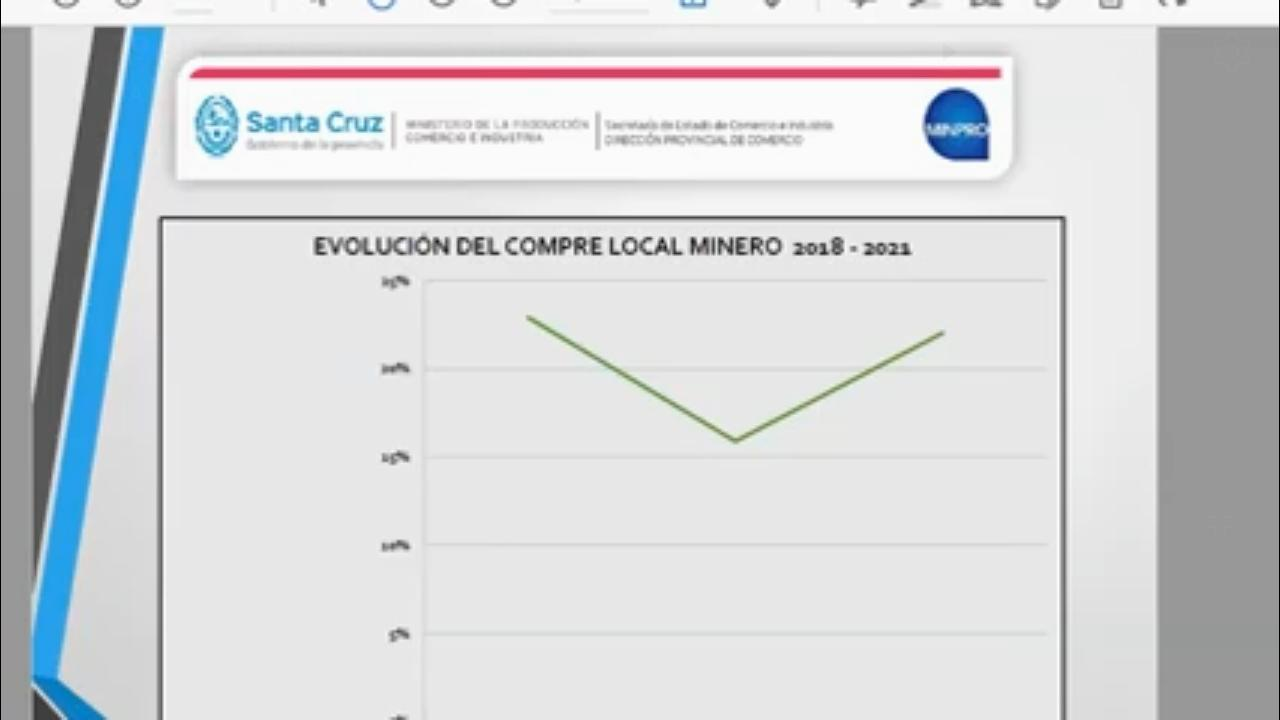 Santa Cruz
Gobierno de la provincia
MINISTERIO DE LA PRODUCCIÓN
COMERCIO E INDUSTRIA
Secretaría de Estado de Comercio e Industria
DIRECCIÓN PROVINCIAL DE COMERCIO
MINPRO
EVOLUCIÓN DEL COMPRE LOCAL MINERO 2018 - 2021
25%
20%
15%
10%
5%